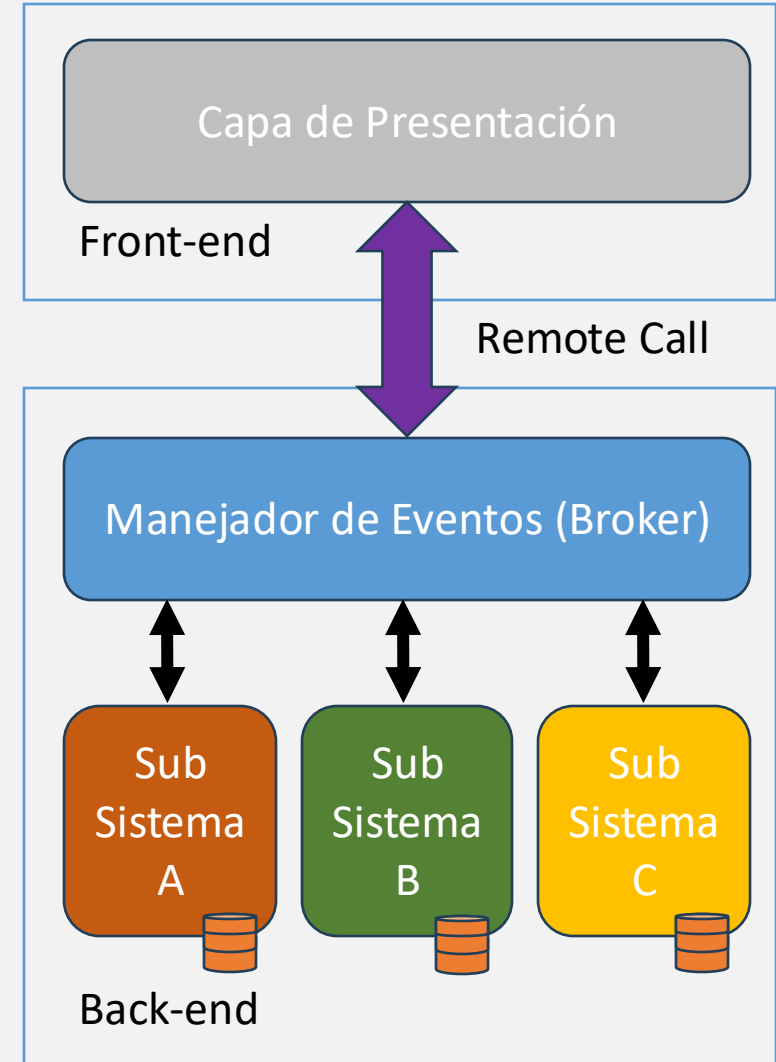 Capa de Presentación
Front-end
Remote Call
Manejador de Eventos (Broker)
Sub
Sistema
A
Sub
Sistema
B
Sub
Sistema
C
Back-end